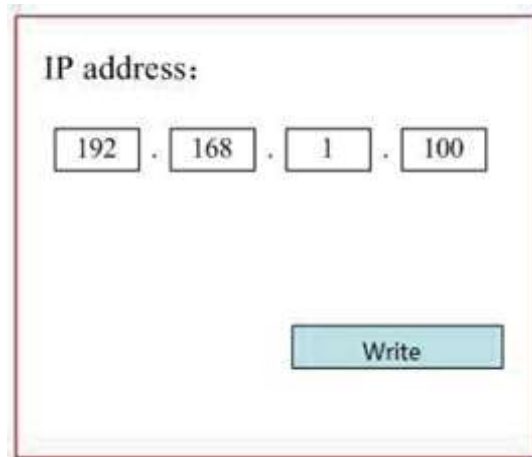 IP address：
192 . 168 . 1 . 100
Write